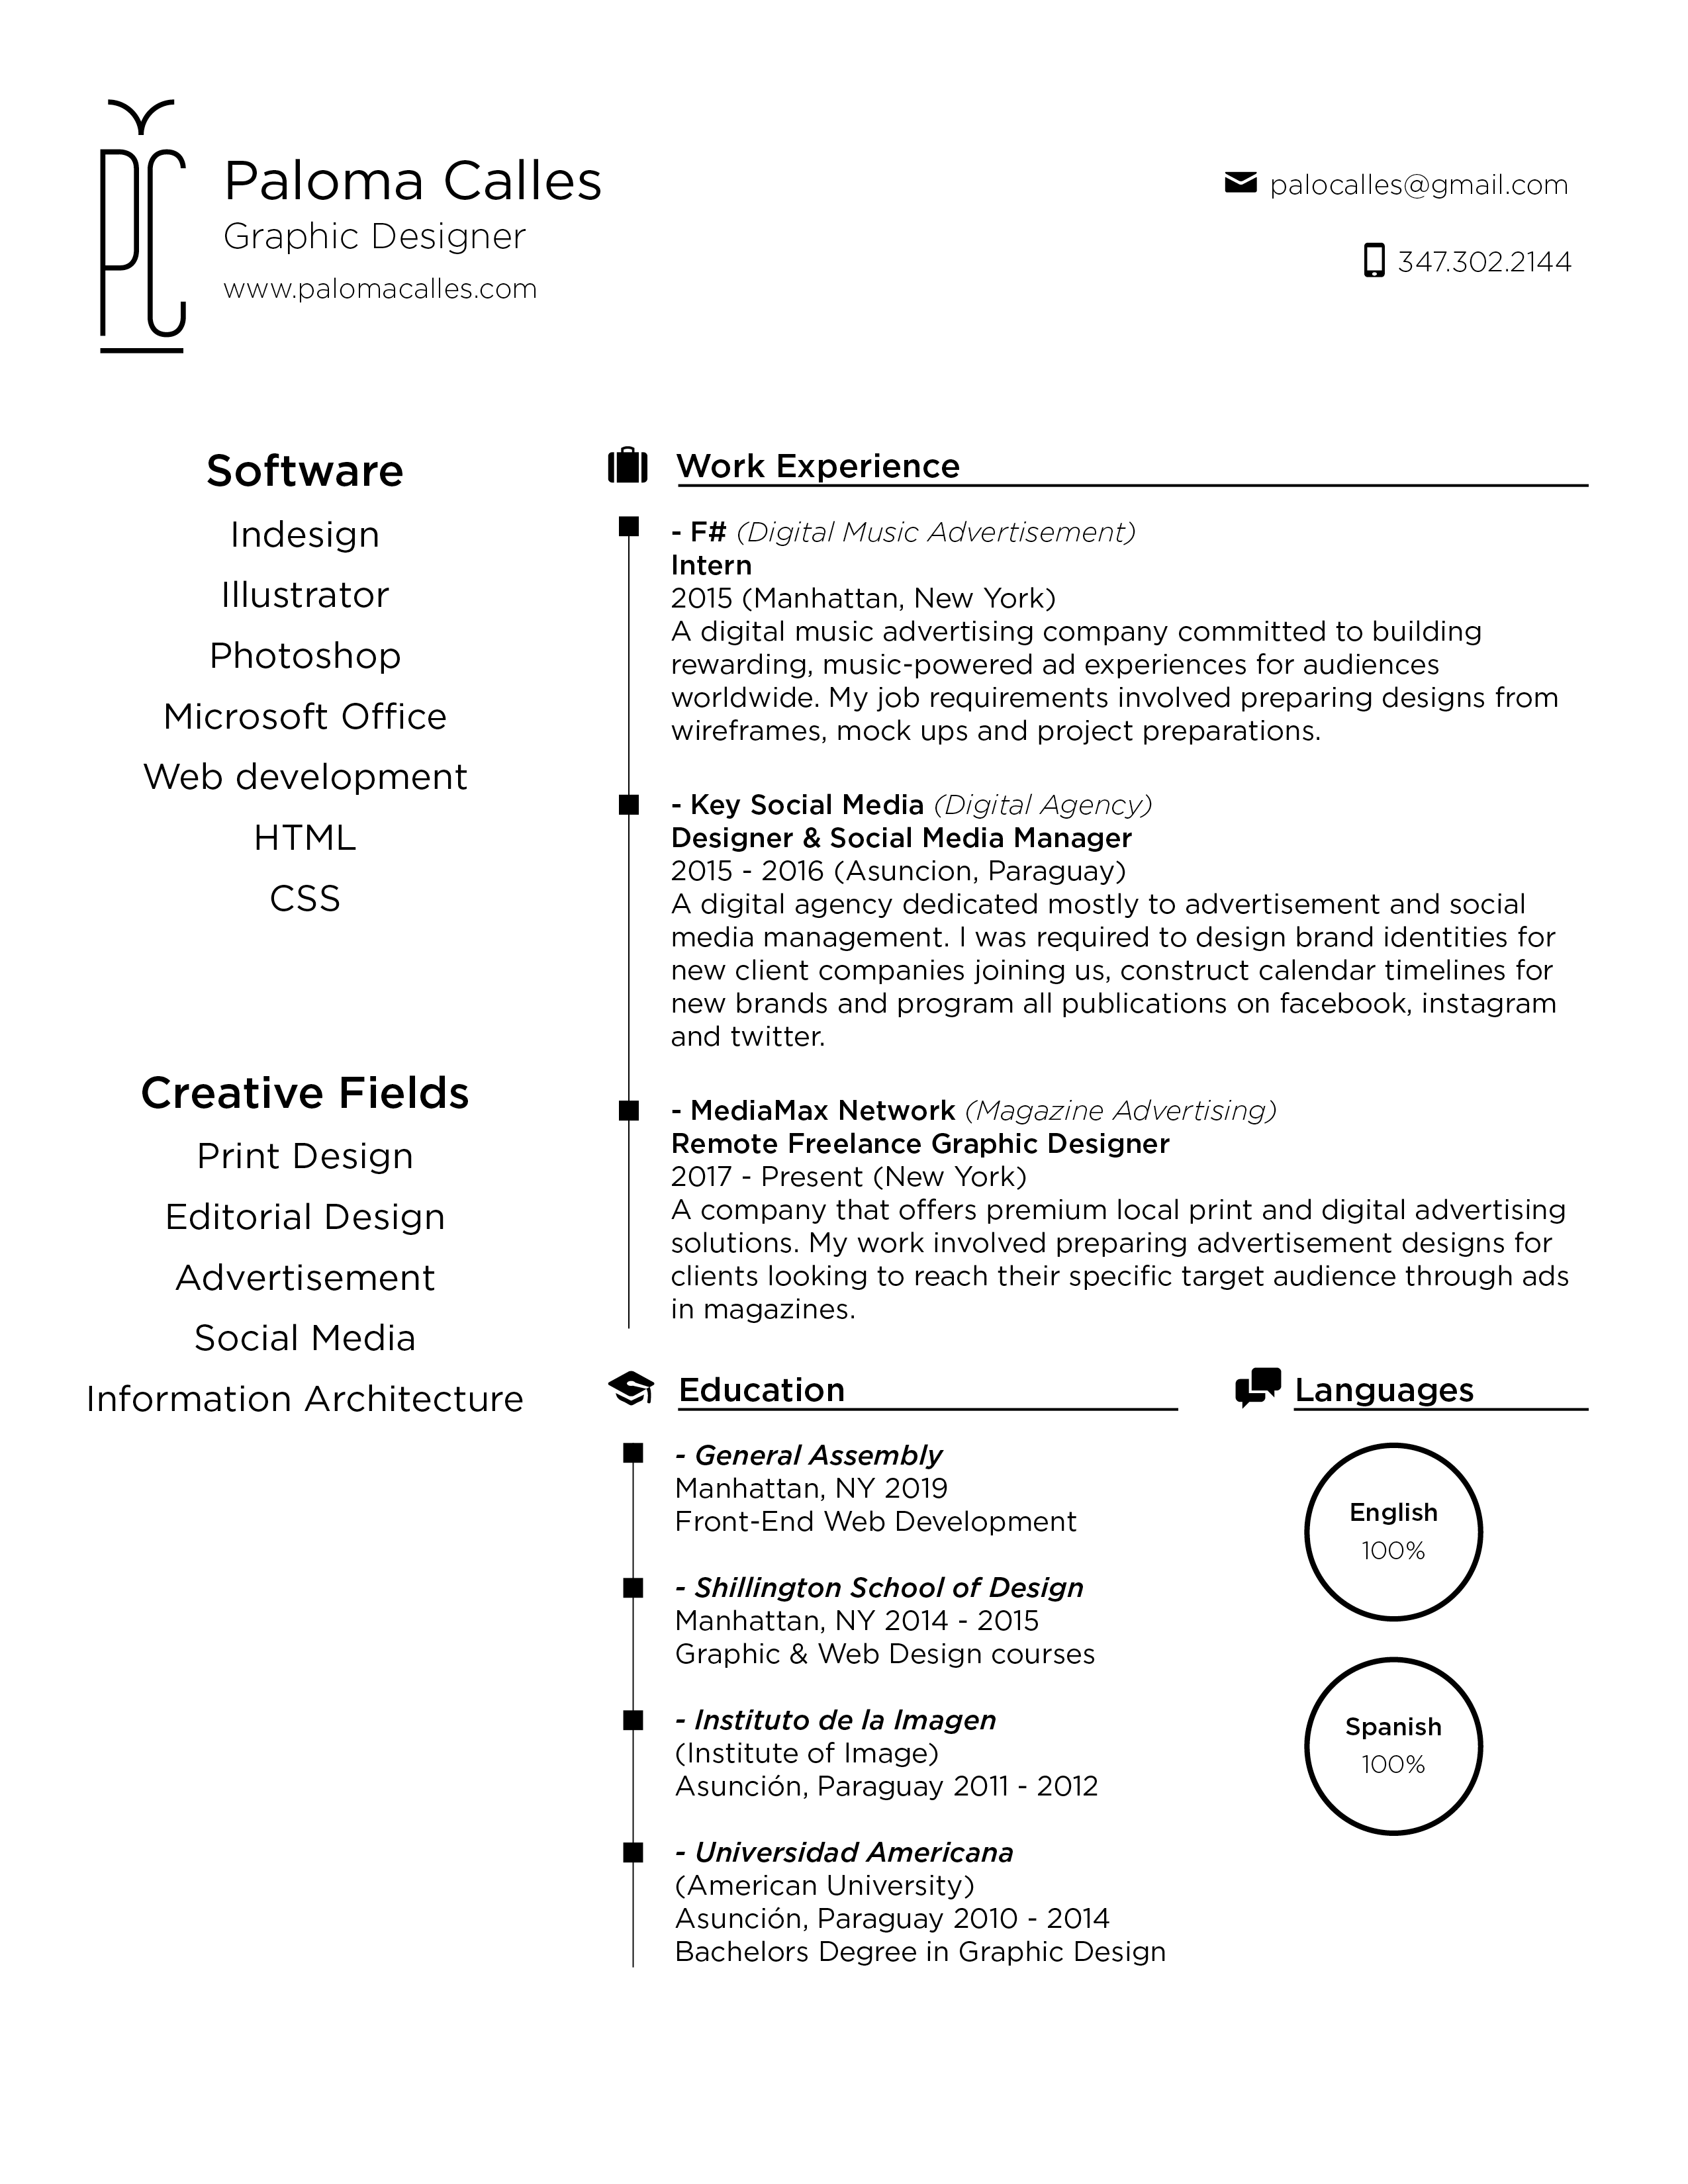 PC
Paloma Calles
Graphic Designer
www.palomacalles.com
palocalles@gmail.com
347.302.2144
Software
Indesign
Illustrator
Photoshop
Microsoft Office
Web development
HTML
CSS
Creative Fields
Print Design
Editorial Design
Advertisement
Social Media
Information Architecture
Work Experience
- F# (Digital Music Advertisement)
Intern
2015 (Manhattan, New York)
A digital music advertising company committed to building
rewarding, music-powered ad experiences for audiences
worldwide. My job requirements involved preparing designs from
wireframes, mock ups and project preparations.
- Key Social Media (Digital Agency)
Designer & Social Media Manager
2015 - 2016 (Asuncion, Paraguay)
A digital agency dedicated mostly to advertisement and social
media management. I was required to design brand identities for
new client companies joining us, construct calendar timelines for
new brands and program all publications on facebook, instagram
and twitter.
- MediaMax Network (Magazine Advertising)
Remote Freelance Graphic Designer
2017 - Present (New York)
A company that offers premium local print and digital advertising
solutions. My work involved preparing advertisement designs for
clients looking to reach their specific target audience through ads
in magazines.
Education
- General Assembly
Manhattan, NY 2019
Front-End Web Development
- Shillington School of Design
Manhattan, NY 2014 - 2015
Graphic & Web Design courses
- Instituto de la Imagen
(Institute of Image)
Asunción, Paraguay 2011 - 2012
- Universidad Americana
(American University)
Asunción, Paraguay 2010 - 2014
Bachelors Degree in Graphic Design
Languages
English
100%
Spanish
100%